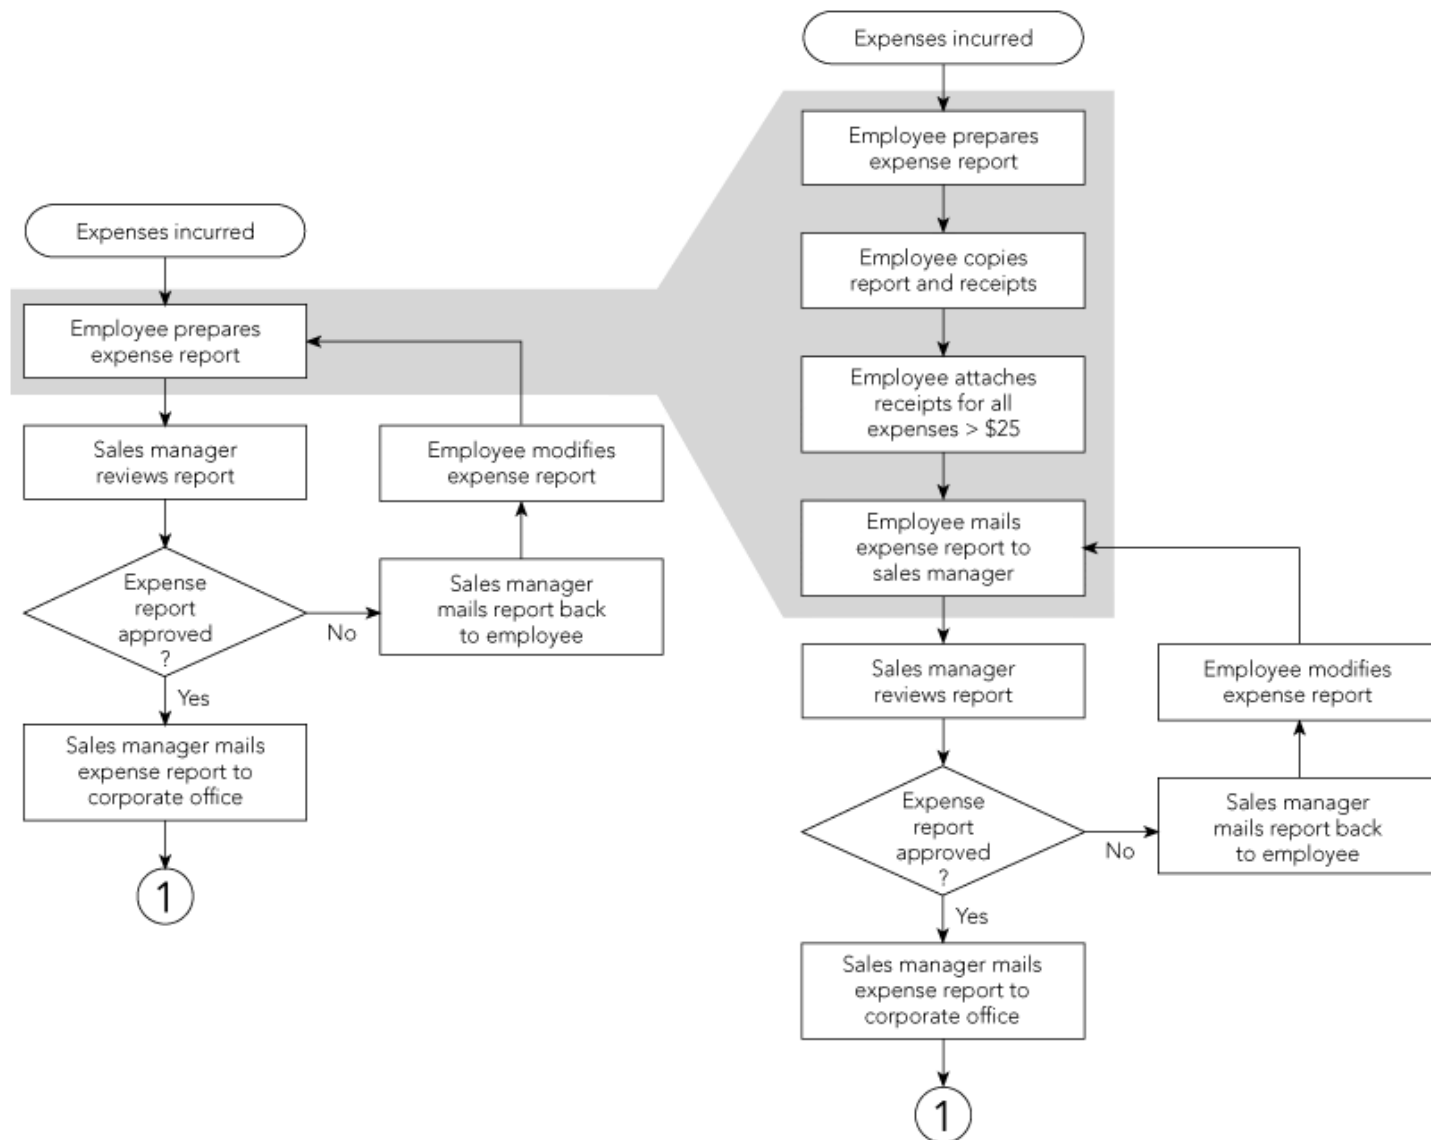 Expenses incurred
Employee prepares
expense report
Sales manager
reviews report
Expense
report
approved
?
No
Sales manager
mails report back
to employee
Employee modifies
expense report
Yes
Sales manager mails
expense report to
corporate office
1
Expenses incurred
Employee prepares
expense report
Employee copies
report and receipts
Employee attaches
receipts for all
expenses > $25
Employee mails
expense report to
sales manager
Sales manager
reviews report
Expense
report
approved
?
No
Sales manager
mails report back
to employee
Employee modifies
expense report
Yes
Sales manager mails
expense report to
corporate office
1